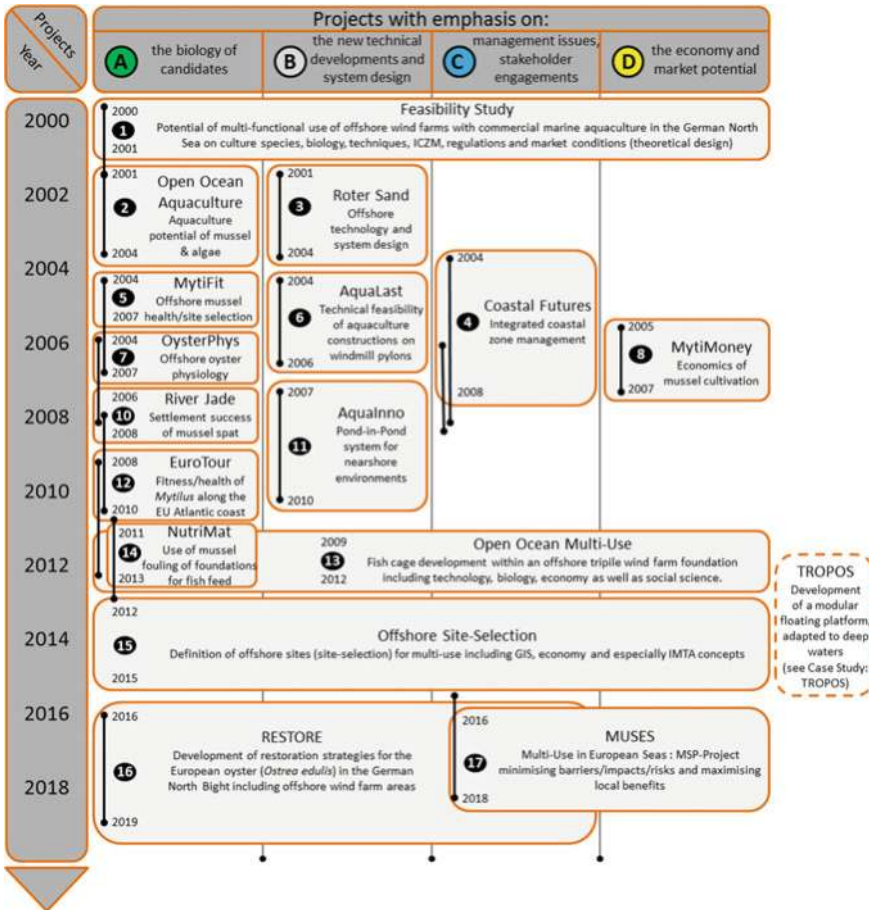 Projects
Year
Projects with emphasis on:
A
the biology of
candidates
B
the new technical
developments and
system design
C
management issues,
stakeholder
engagements
D
the economy and
market potential
2000
2002
2004
2006
2008
2010
2012
2014
2016
2018
2000
1
2001
Feasibility Study
Potential of multi-functional use of offshore wind farms with commercial marine aquaculture in the German North
Sea on culture species, biology, techniques, ICZM, regulations and market conditions (theoretical design)
2001
2
2004
Open Ocean
Aquaculture
Aquaculture
potential of mussel
& algae
2001
3
2004
Roter Sand
Offshore
technology and
system design
2004
4
2008
Coastal Futures
Integrated coastal
zone management
2004
5
2007
MytiFit
Offshore mussel
health/site selection
2004
6
2006
AquaLast
Technical feasibility
of aquaculture
constructions on
windmill pylons
2004
7
2007
OysterPhys
Offshore oyster
physiology
2005
8
2007
MytiMoney
Economics of
mussel cultivation
2006
10
2008
River Jade
Settlement success
of mussel spat
2007
11
2010
AquaInno
Pond-in-Pond
system for
nearshore
environments
2008
12
2010
EuroTour
Fitness/health of
Mytilus along the
EU Atlantic coast
2011
14
2013
NutriMat
Use of mussel
fouling of foundations
for fish feed
2009
13
2012
Open Ocean Multi-Use
Fish cage development within an offshore tripile wind farm foundation
including technology, biology, economy as well as social science.
TROPOS
Development
of a modular
floating platform,
adapted to deep
waters
(see Case Study:
TROPOS)
2012
15
2015
Offshore Site-Selection
Definition of offshore sites (site-selection) for multi-use including GIS, economy and especially IMTA concepts
2016
16
2019
RESTORE
Development of restoration strategies for the
European oyster (Ostrea edulis) in the German
North Bight including offshore wind farm areas
2016
17
2018
MUSES
Multi-Use in European Seas : MSP-Project
minimising barriers/impacts/risks and maximising
local benefits